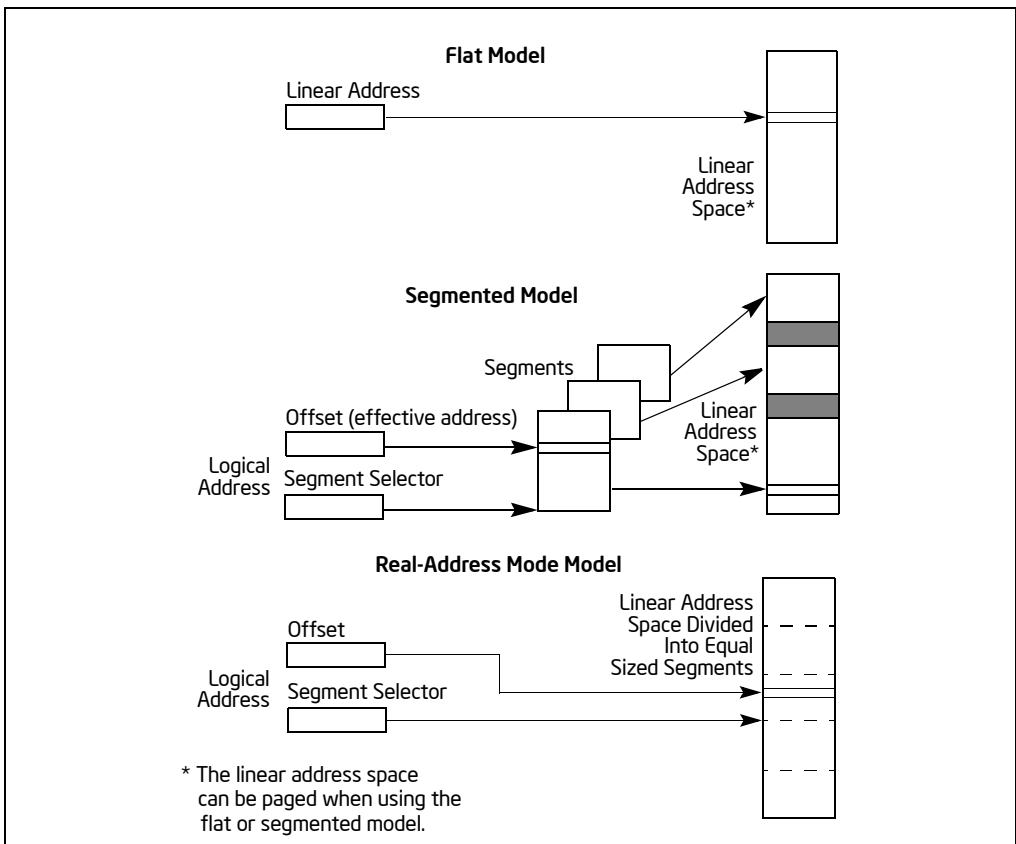 Flat Model
Linear Address
Linear
Address
Space*
Segmented Model
Segments
Offset (effective address)
Logical
Address
Segment Selector
Linear
Address
Space*
Real-Address Mode Model
Linear Address
Space Divided
Into Equal
Sized Segments
Offset
Logical
Address
Segment Selector
* The linear address space
can be paged when using the
flat or segmented model.